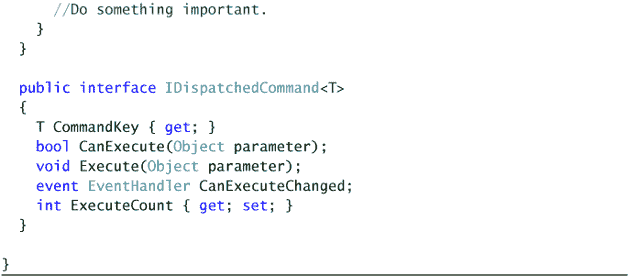 //Do something important.
}
}
public interface IDispatchedCommand<T>
{
T CommandKey { get; }
bool CanExecute(Object parameter);
void Execute(Object parameter);
event EventHandler CanExecuteChanged;
int ExecuteCount { get; set; }
}
}